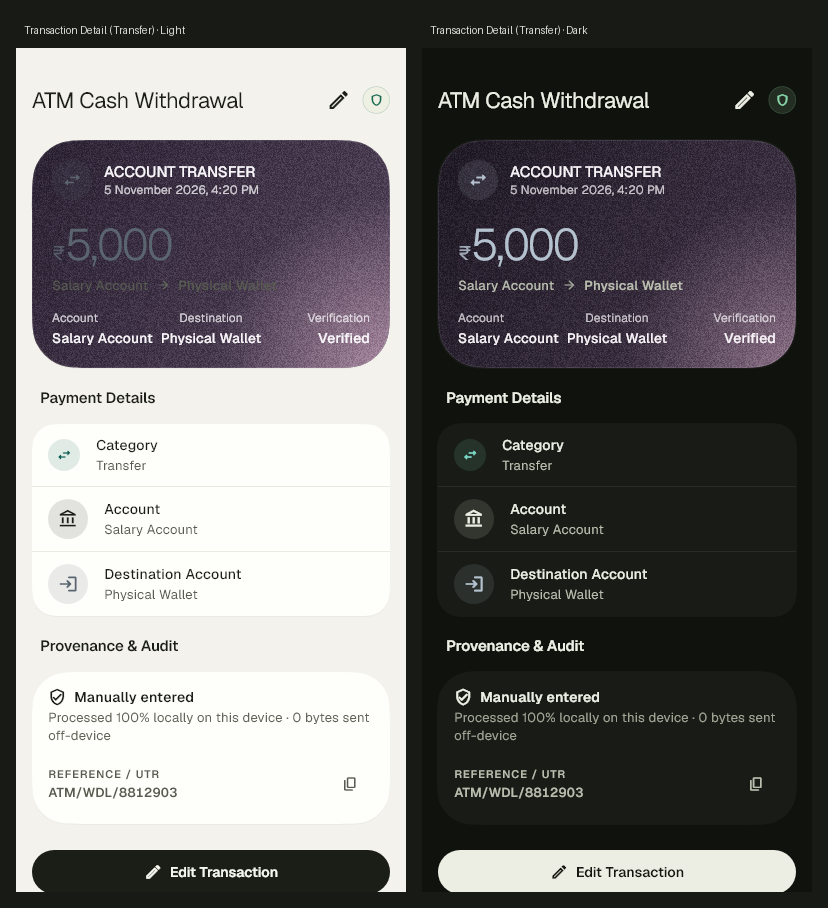 Transaction Detail (Transfer) · Light
ATM Cash Withdrawal
ACCOUNT TRANSFER
5 November 2026, 4:20 PM
₹5,000
Salary Account → Physical Wallet
Account Destination Verification
Salary Account Physical Wallet Verified
Payment Details
Category
Transfer
Account
Salary Account
Destination Account
Physical Wallet
Provenance & Audit
Manually entered
Processed 100% locally on this device · 0 bytes sent
off-device
REFERENCE / UTR
ATM/WDL/8812903
Edit Transaction
Transaction Detail (Transfer) · Dark
ATM Cash Withdrawal
ACCOUNT TRANSFER
5 November 2026, 4:20 PM
₹5,000
Salary Account → Physical Wallet
Account Destination Verification
Salary Account Physical Wallet Verified
Payment Details
Category
Transfer
Account
Salary Account
Destination Account
Physical Wallet
Provenance & Audit
Manually entered
Processed 100% locally on this device · 0 bytes sent
off-device
REFERENCE / UTR
ATM/WDL/8812903
Edit Transaction